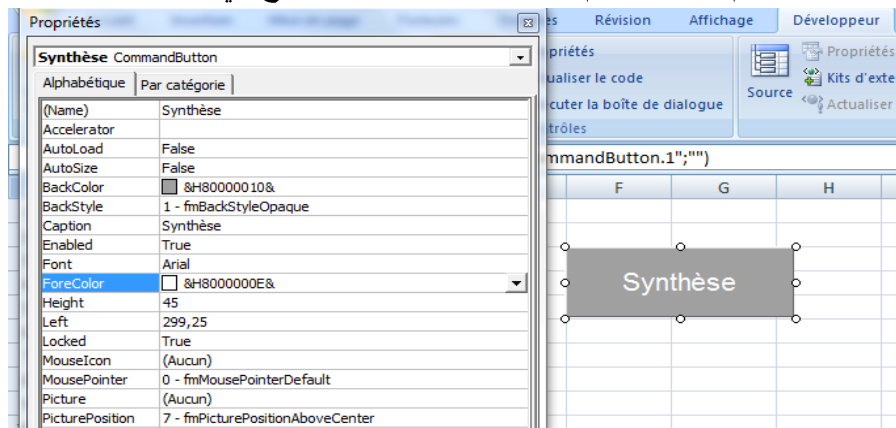 Propriétés
es Révision Affichage Développeur
Synthèse CommandButton
Alphabétique Par catégorie
(Name) Synthèse
Accelerator
AutoLoad False
AutoSize False
BackColor &H80000010&
BackStyle 1 - fmBackStyleOpaque
Caption Synthèse
Enabled True
Font Arial
ForeColor &H8000000E&
Height 45
Left 299,25
Locked True
MouseIcon (Aucun)
MousePointer 0 - fmMousePointerDefault
Picture (Aucun)
PicturePosition 7 - fmPicturePositionAboveCenter
priétés
ualiser le code
cuter la boîte de dialogue
trôles
Source
Propriétés
Kits d'exte
Actualiser
mmandButton.1";"")
F G H
Synthèse